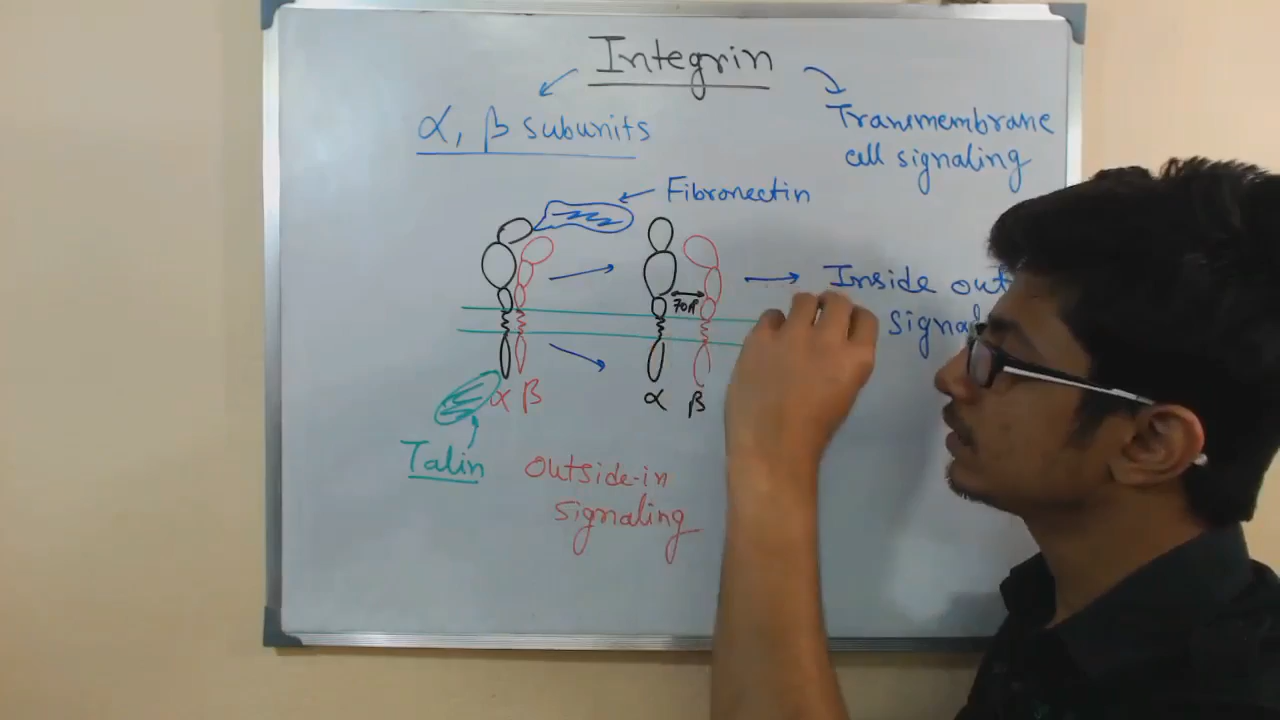 Integrin
α, β subunits
Transmembrane
cell signaling
Fibronectin
70Å
Inside out
α β
α β
Talin
Outside-in
signaling